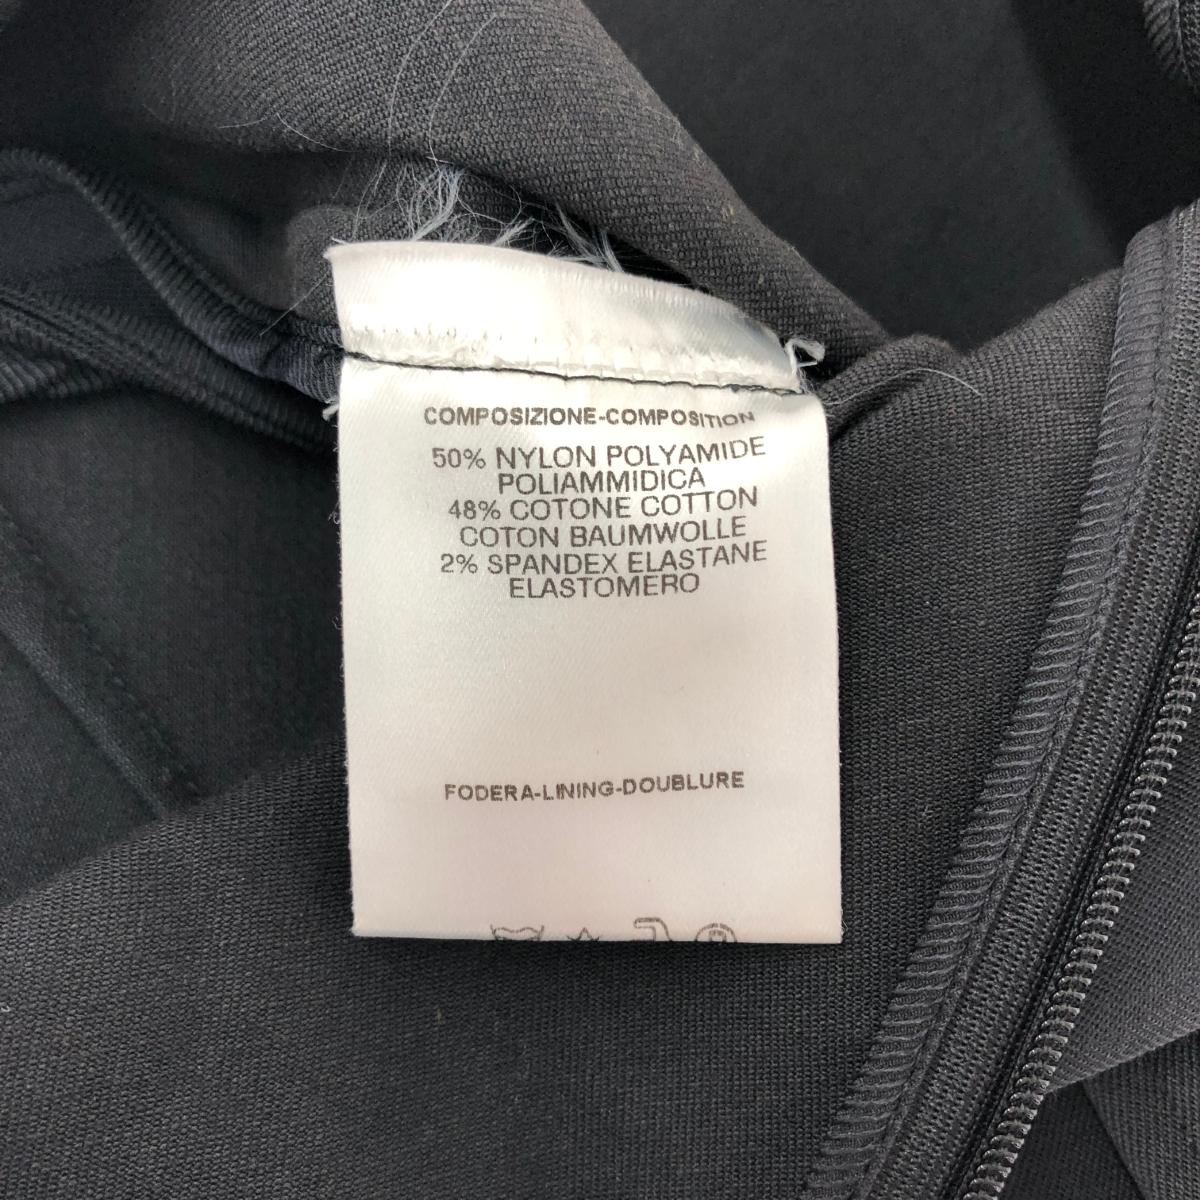 COMPOSIZIONE-COMPOSITION
50% NYLON POLYAMIDE
POLIAMMIDICA
48% COTONE COTTON
COTON BAUMWOLLE
2% SPANDEX ELASTANE
ELASTOMERO
FODERA-LINING-DOUBLURE